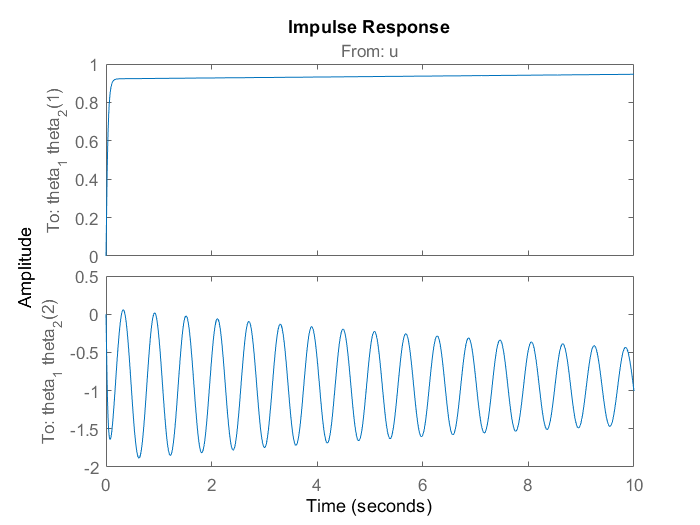 Impulse Response
From: u
Amplitude
To: theta₁ theta₂(1)
1
0.8
0.6
0.4
0.2
0
To: theta₁ theta₂(2)
0.5
0
-0.5
-1
-1.5
-2
0 2 4 6 8 10
Time (seconds)